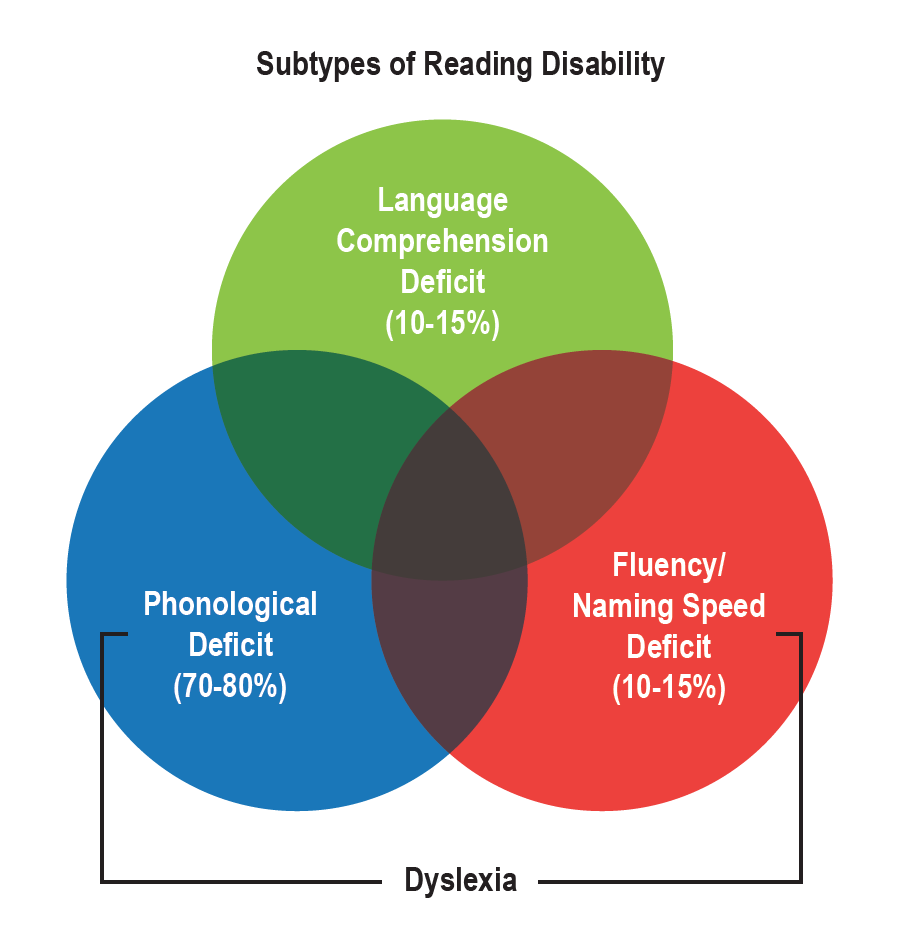 Subtypes of Reading Disability
Language
Comprehension
Deficit
(10-15%)
Phonological
Deficit
(70-80%)
Fluency/
Naming Speed
Deficit
(10-15%)
Dyslexia